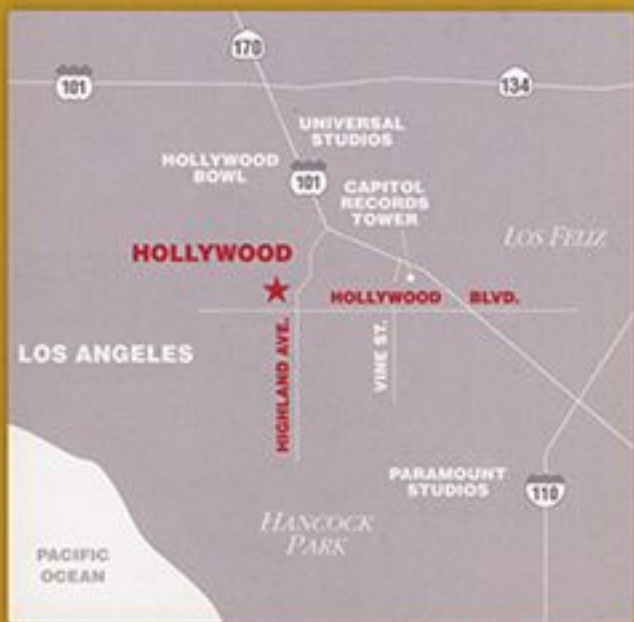 170
101
134
UNIVERSAL
STUDIOS
HOLLYWOOD
BOWL
101
CAPITOL
RECORDS
TOWER
LOS FELIZ
HOLLYWOOD
HOLLYWOOD BLVD.
HIGHLAND AVE.
VINE ST.
LOS ANGELES
PARAMOUNT
STUDIOS
110
HANCOCK
PARK
PACIFIC
OCEAN